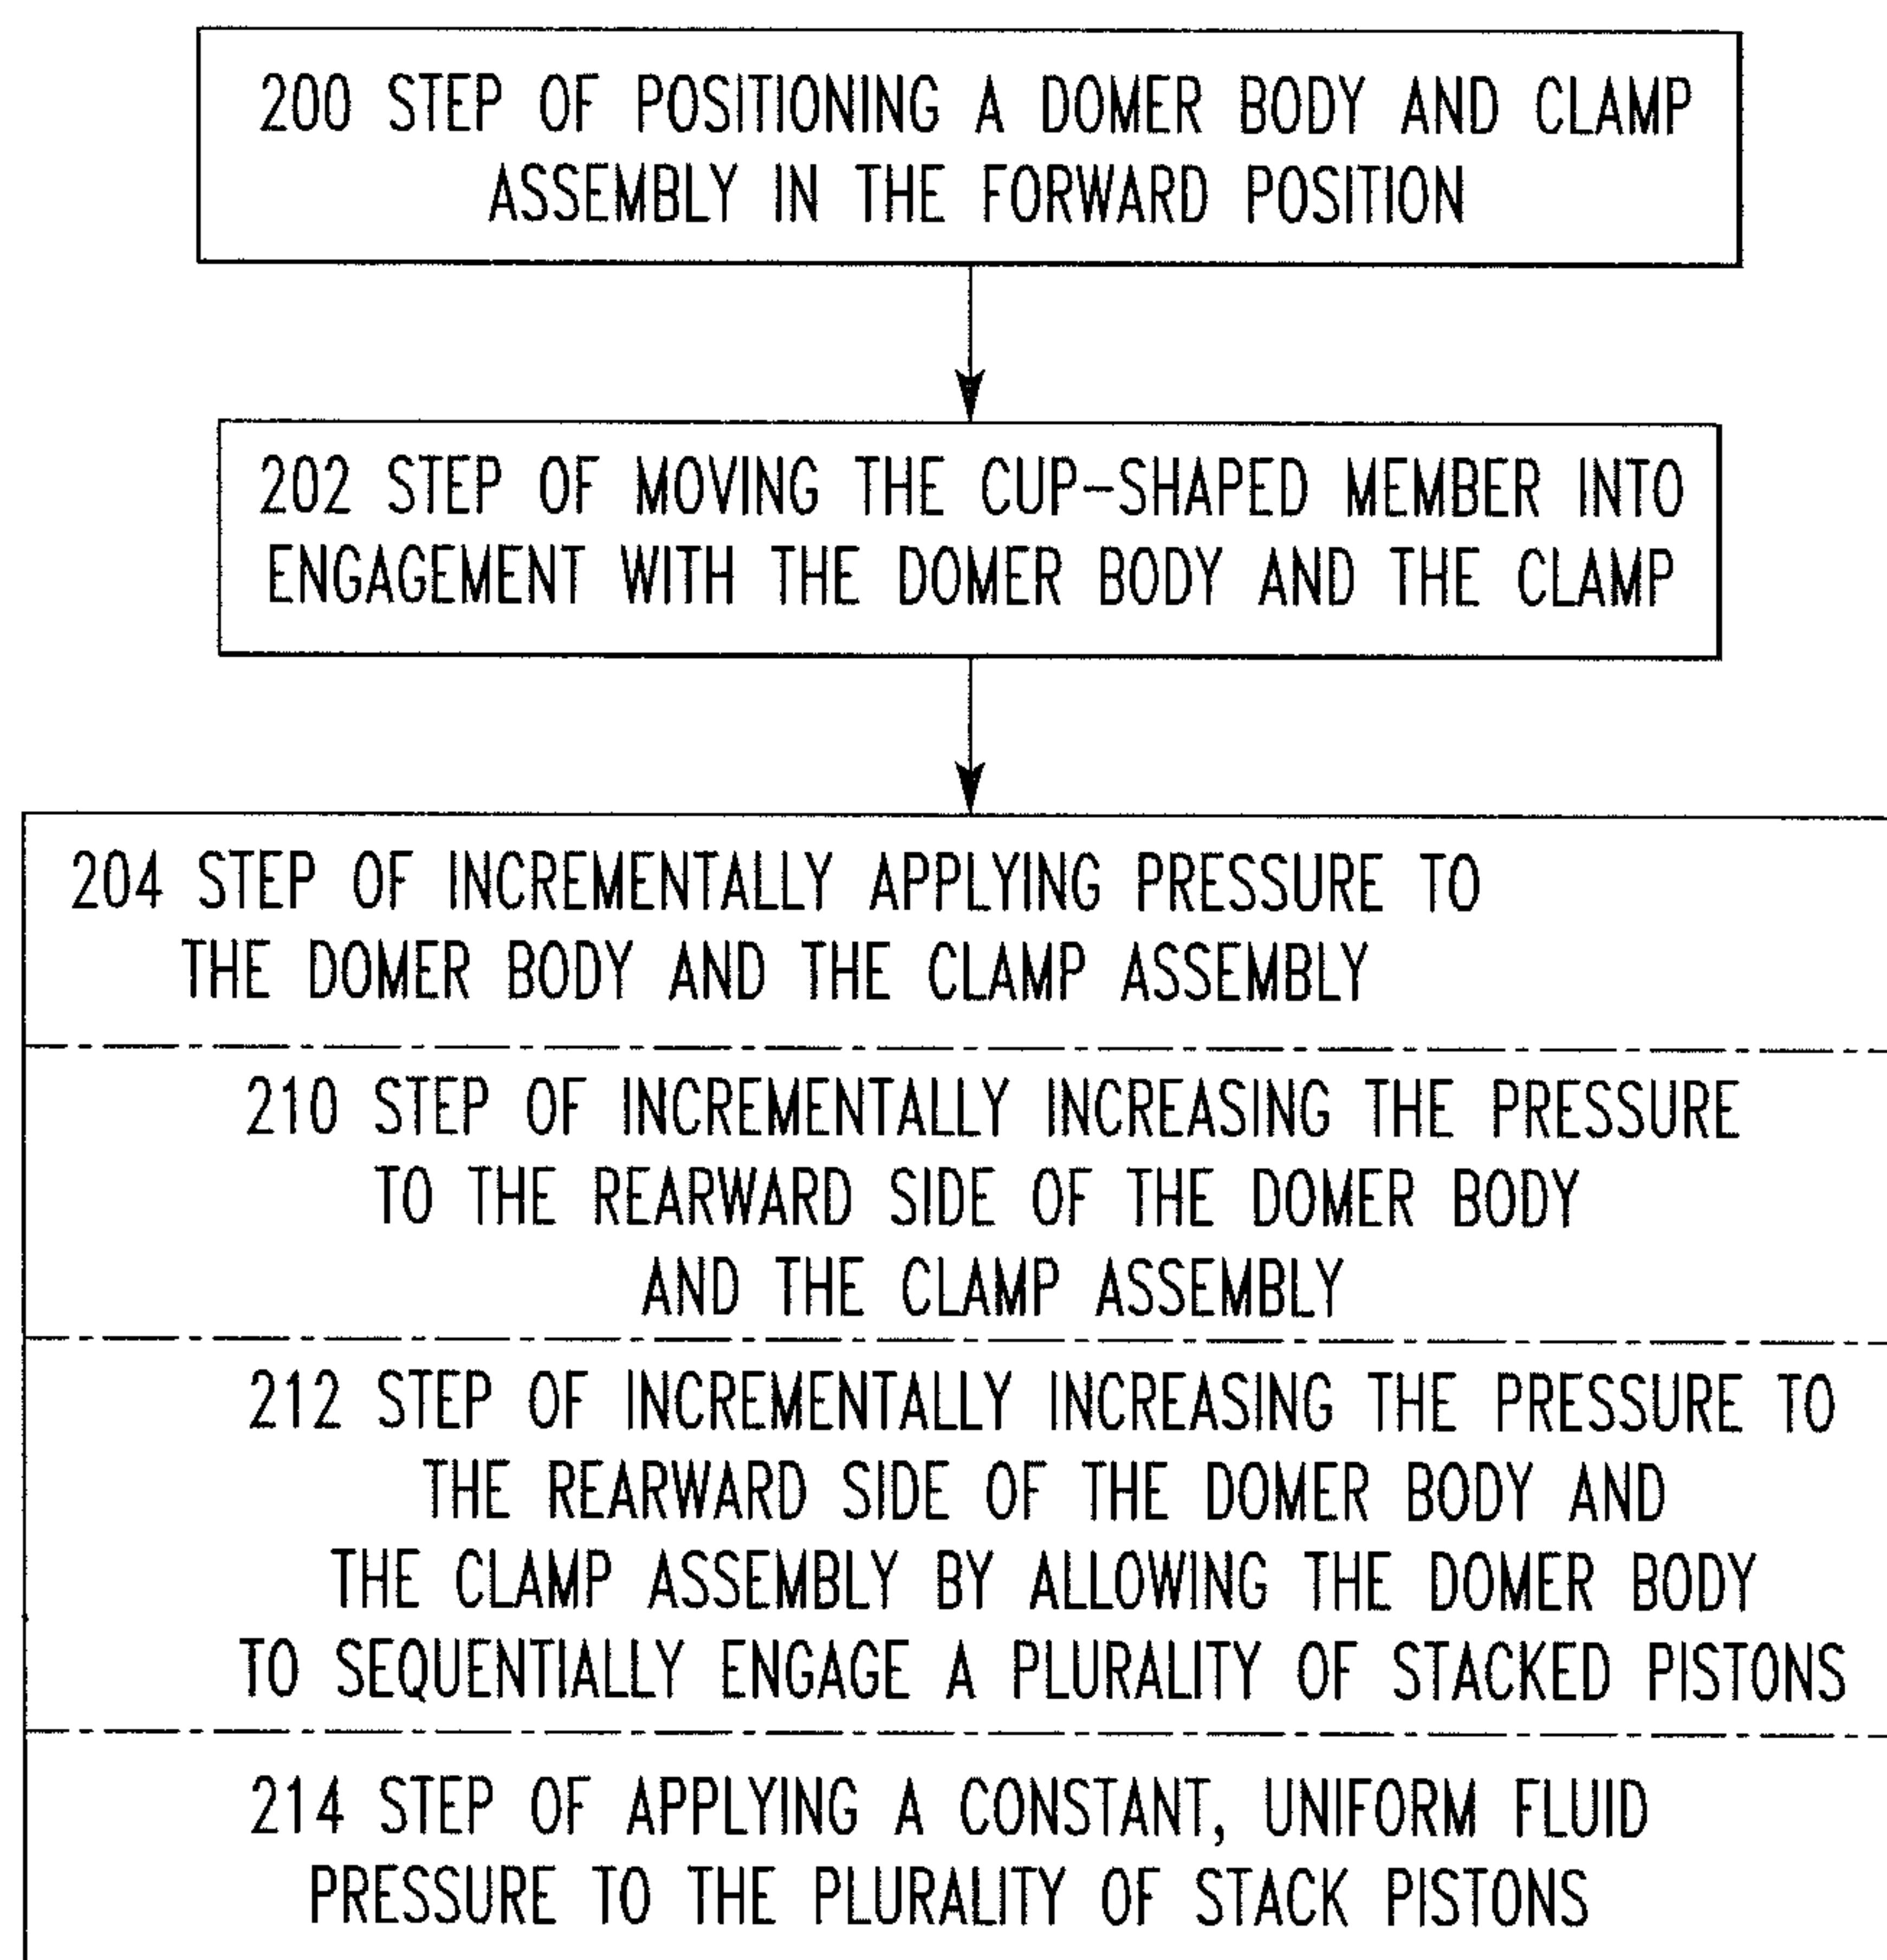 200 STEP OF POSITIONING A DOMER BODY AND CLAMP
ASSEMBLY IN THE FORWARD POSITION
202 STEP OF MOVING THE CUP-SHAPED MEMBER INTO
ENGAGEMENT WITH THE DOMER BODY AND THE CLAMP
204 STEP OF INCREMENTALLY APPLYING PRESSURE TO
THE DOMER BODY AND THE CLAMP ASSEMBLY
210 STEP OF INCREMENTALLY INCREASING THE PRESSURE
TO THE REARWARD SIDE OF THE DOMER BODY
AND THE CLAMP ASSEMBLY
212 STEP OF INCREMENTALLY INCREASING THE PRESSURE TO
THE REARWARD SIDE OF THE DOMER BODY AND
THE CLAMP ASSEMBLY BY ALLOWING THE DOMER BODY
TO SEQUENTIALLY ENGAGE A PLURALITY OF STACKED PISTONS
214 STEP OF APPLYING A CONSTANT, UNIFORM FLUID
PRESSURE TO THE PLURALITY OF STACK PISTONS